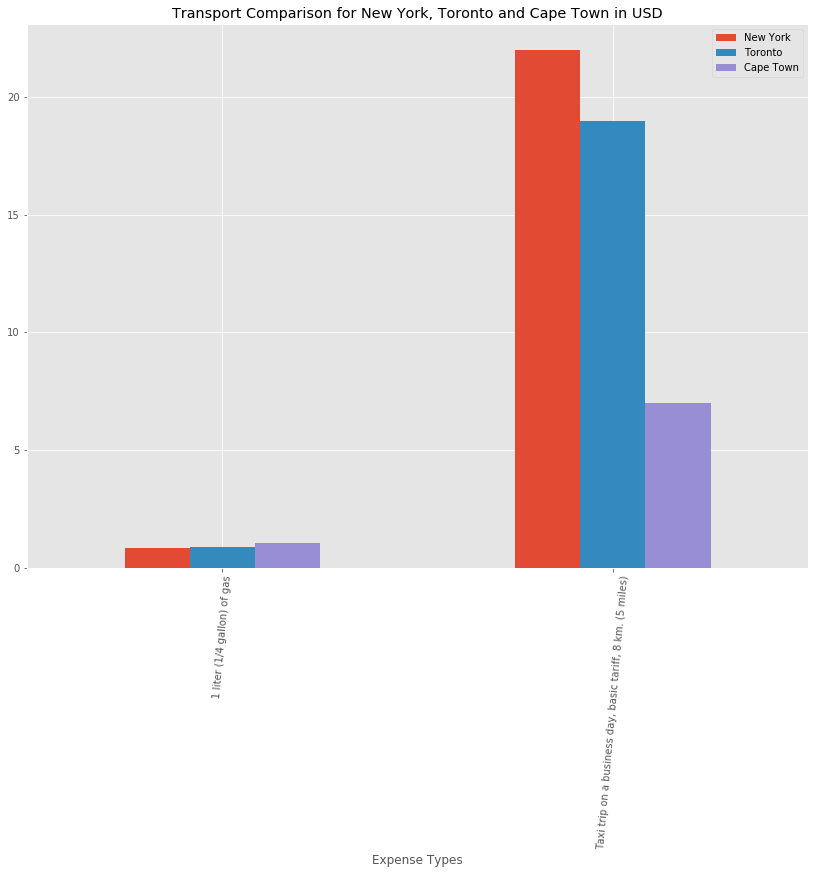 Transport Comparison for New York, Toronto and Cape Town in USD
New York
Toronto
Cape Town
20
15
10
5
0
1 liter (1/4 gallon) of gas
Taxi trip on a business day, basic tariff, 8 km. (5 miles)
Expense Types